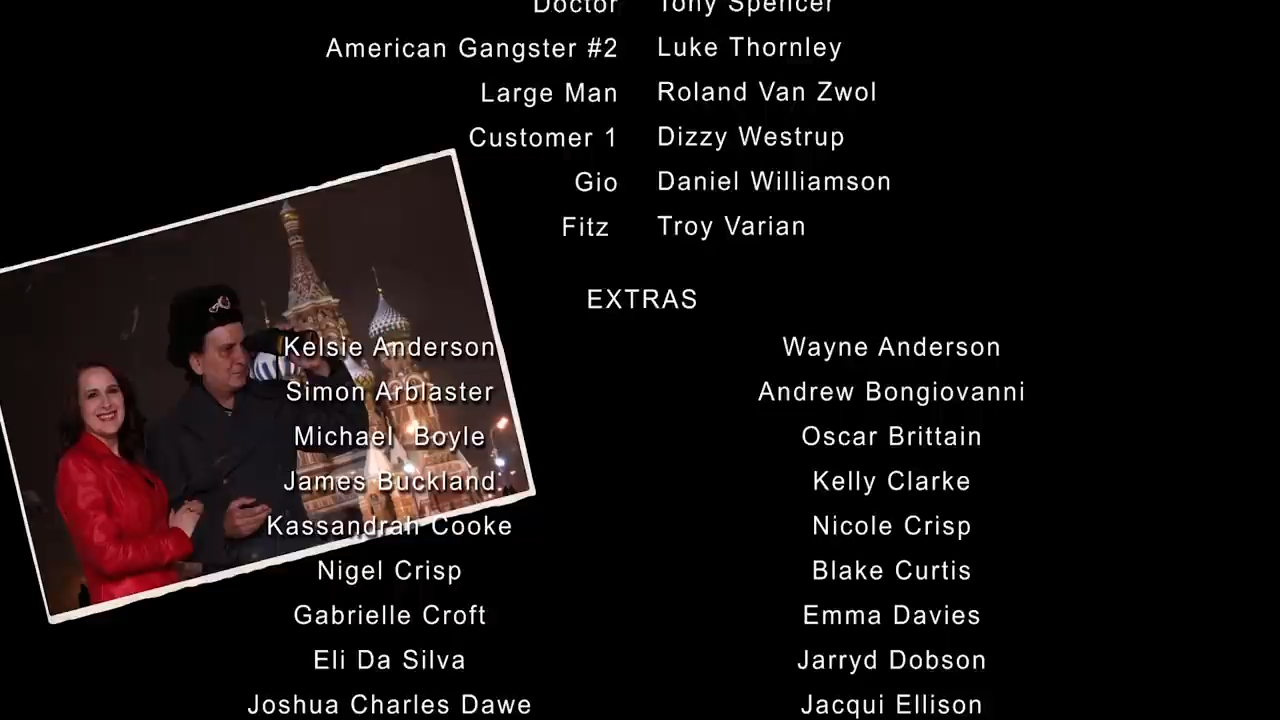 Doctor Tony Spencer
American Gangster #2 Luke Thornley
Large Man Roland Van Zwol
Customer 1 Dizzy Westrup
Gio Daniel Williamson
Fitz Troy Varian
EXTRAS
Kelsie Anderson Wayne Anderson
Simon Arblaster Andrew Bongiovanni
Michael Boyle Oscar Brittain
James Buckland Kelly Clarke
Kassandrah Cooke Nicole Crisp
Nigel Crisp Blake Curtis
Gabrielle Croft Emma Davies
Eli Da Silva Jarryd Dobson
Joshua Charles Dawe Jacqui Ellison